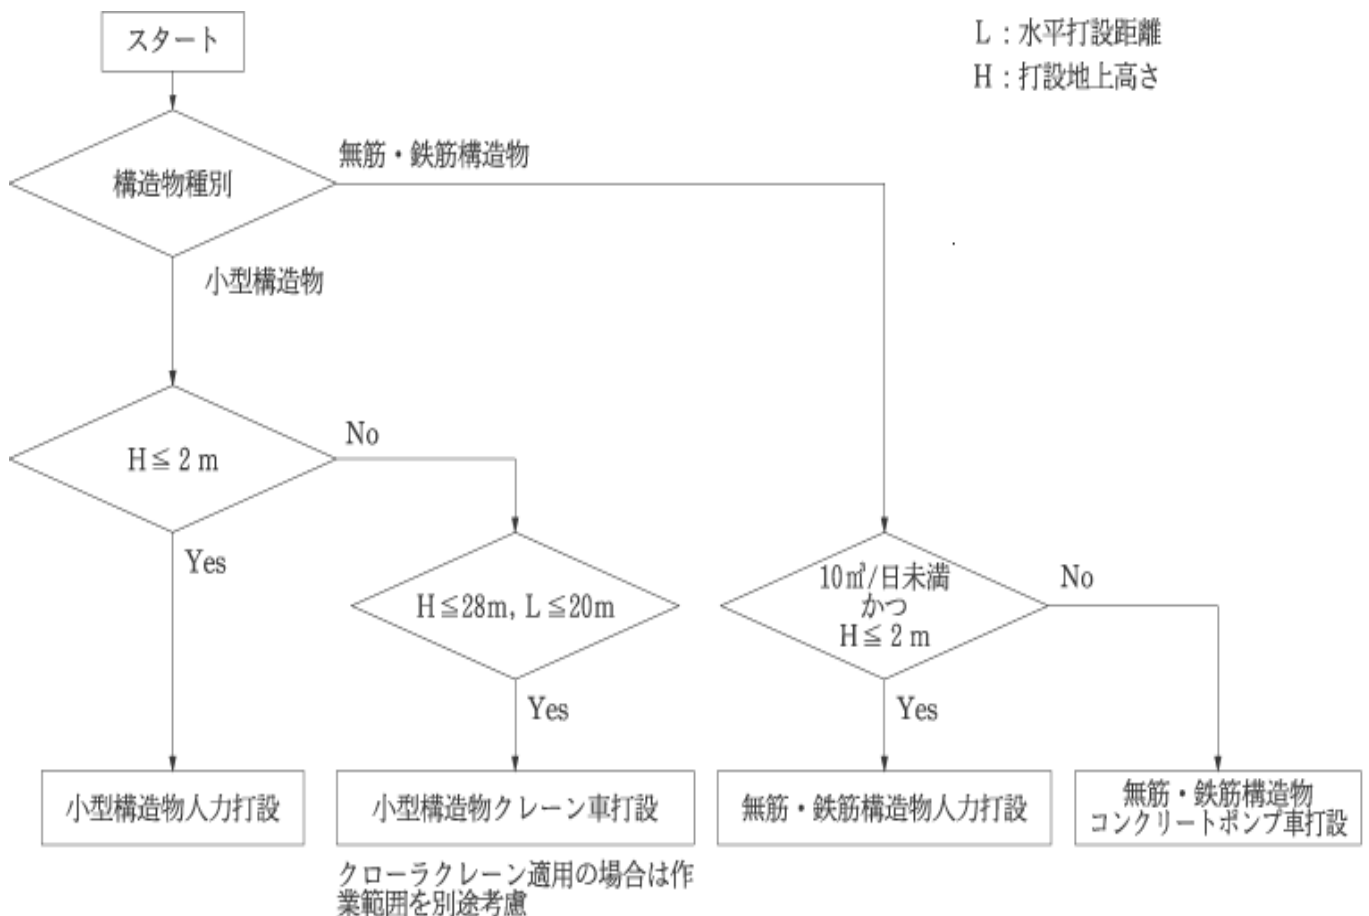 スタート
L：水平打設距離
H：打設地上高さ
構造物種別
無筋・鉄筋構造物
小型構造物
H≦2m
No
Yes
H≦28m, L≦20m
Yes
10㎥/日未満
かつ
H≦2m
No
Yes
小型構造物人力打設
小型構造物クレーン車打設
クローラクレーン適用の場合は作
業範囲を別途考慮
無筋・鉄筋構造物人力打設
無筋・鉄筋構造物
コンクリートポンプ車打設